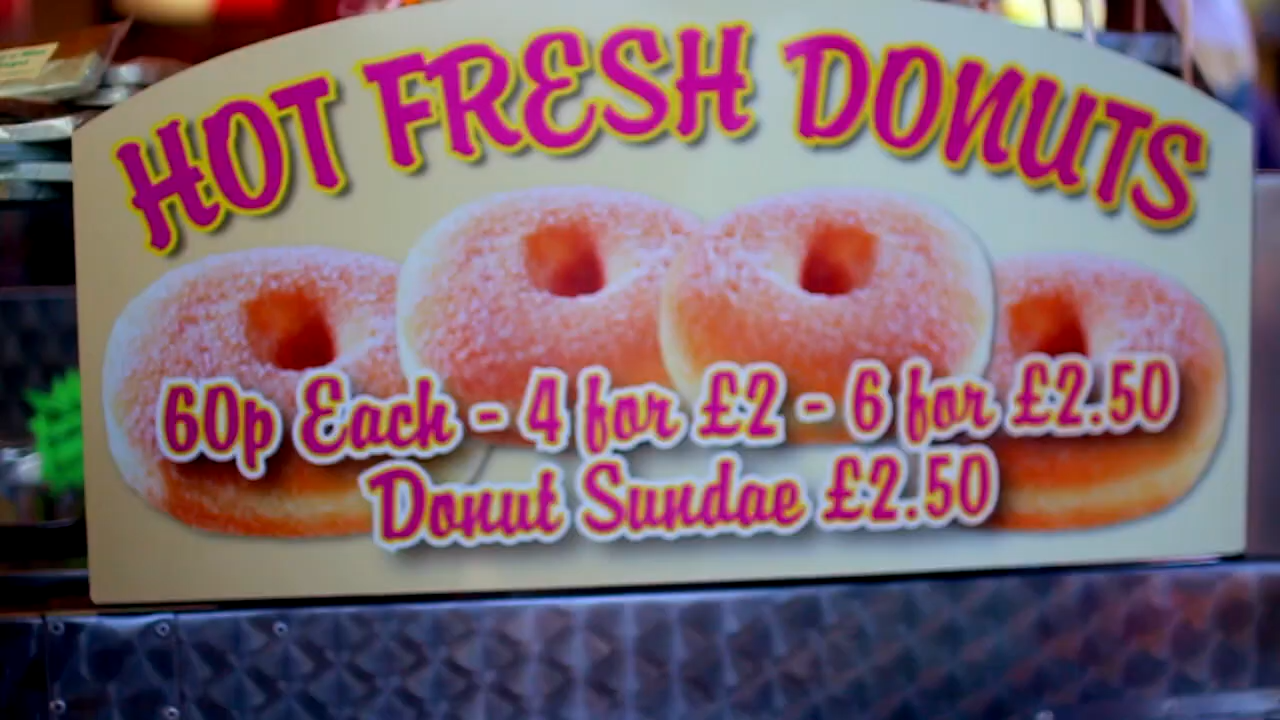 HOT FRESH DONUTS
60p Each - 4 for £2 - 6 for £2.50
Donut Sundae £2.50